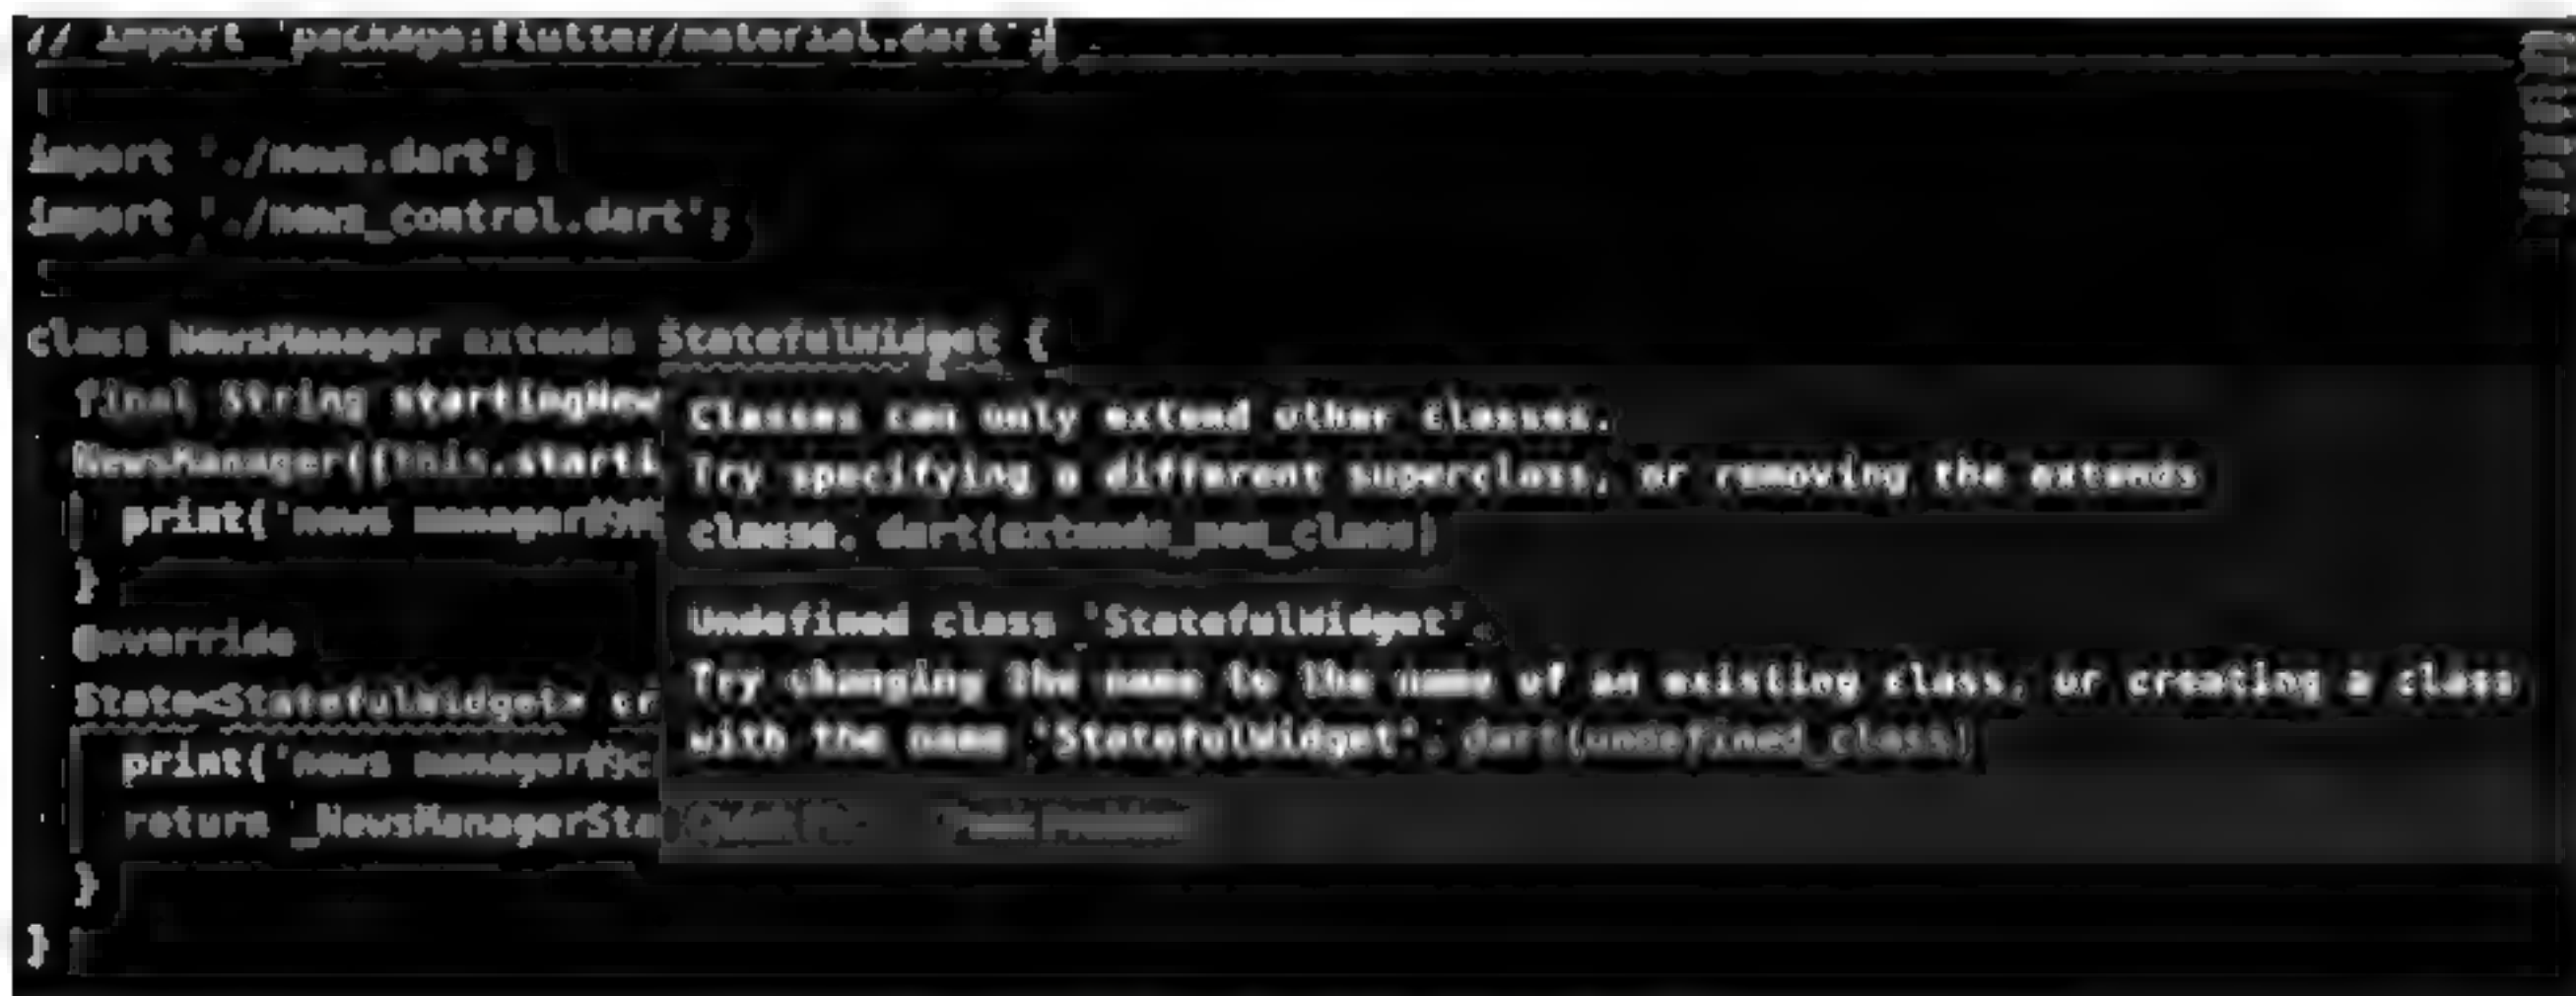 // import 'package:flutter/material.dart';
import './news.dart';
import './news_control.dart';
class NewsManager extends StatefulWidget {
final String startingNew
NewsManager({this.starti
print('news manager
}
@override
State<StatefulWidget> cr
print('news manager
return _NewsManagerSta
}
}
Classes can only extend other classes.
Try specifying a different superclass, or removing the extends
clause. dart(extends_non_class)
Undefined class 'StatefulWidget'.
Try changing the name to the name of an existing class, or creating a class
with the name 'StatefulWidget'. dart(undefined_class)